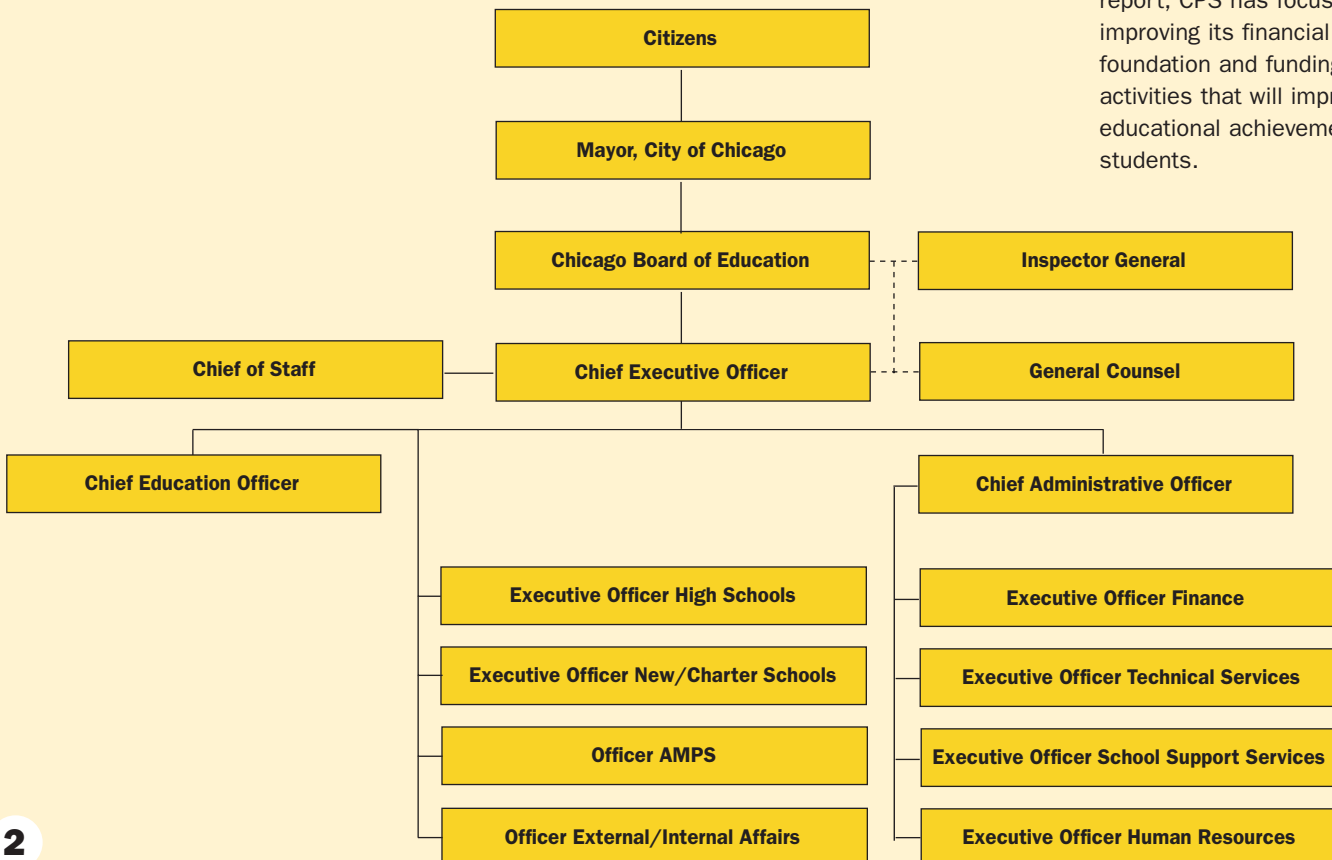 report, CPS has focus
improving its financial
foundation and funding
activities that will impr
educational achieveme
students.
Citizens
Mayor, City of Chicago
Chicago Board of Education
Inspector General
Chief of Staff
Chief Executive Officer
General Counsel
Chief Education Officer
Chief Administrative Officer
Executive Officer High Schools
Executive Officer Finance
Executive Officer New/Charter Schools
Executive Officer Technical Services
Officer AMPS
Executive Officer School Support Services
Officer External/Internal Affairs
Executive Officer Human Resources
2